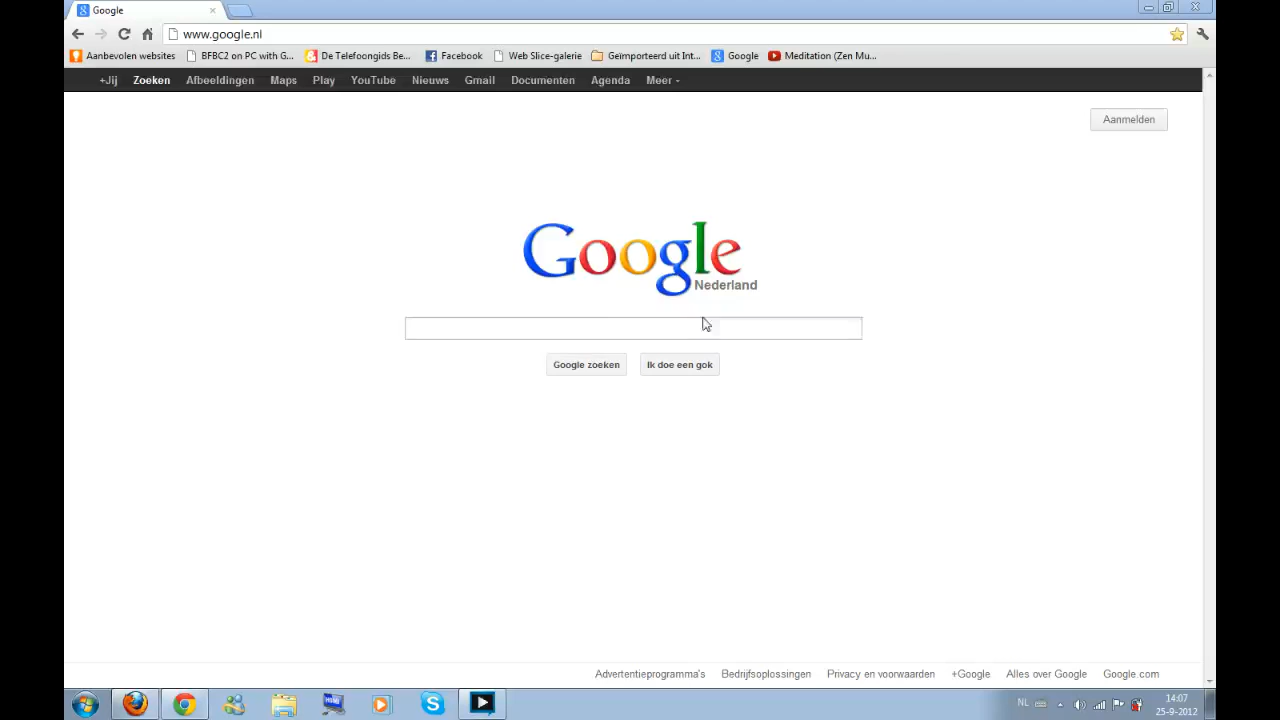 Google
www.google.nl
Aanbevolen websites BFBC2 on PC with G... De Telefoongids Be... Facebook Web Slice-galerie Geïmporteerd uit Int... Google Meditation (Zen Mu...
+Jij Zoeken Afbeeldingen Maps Play YouTube Nieuws Gmail Documenten Agenda Meer
Aanmelden
Google
Nederland
Google zoeken Ik doe een gok
Advertentieprogramma's Bedrijfsoplossingen Privacy en voorwaarden +Google Alles over Google Google.com
NL 14:07
25-9-2012